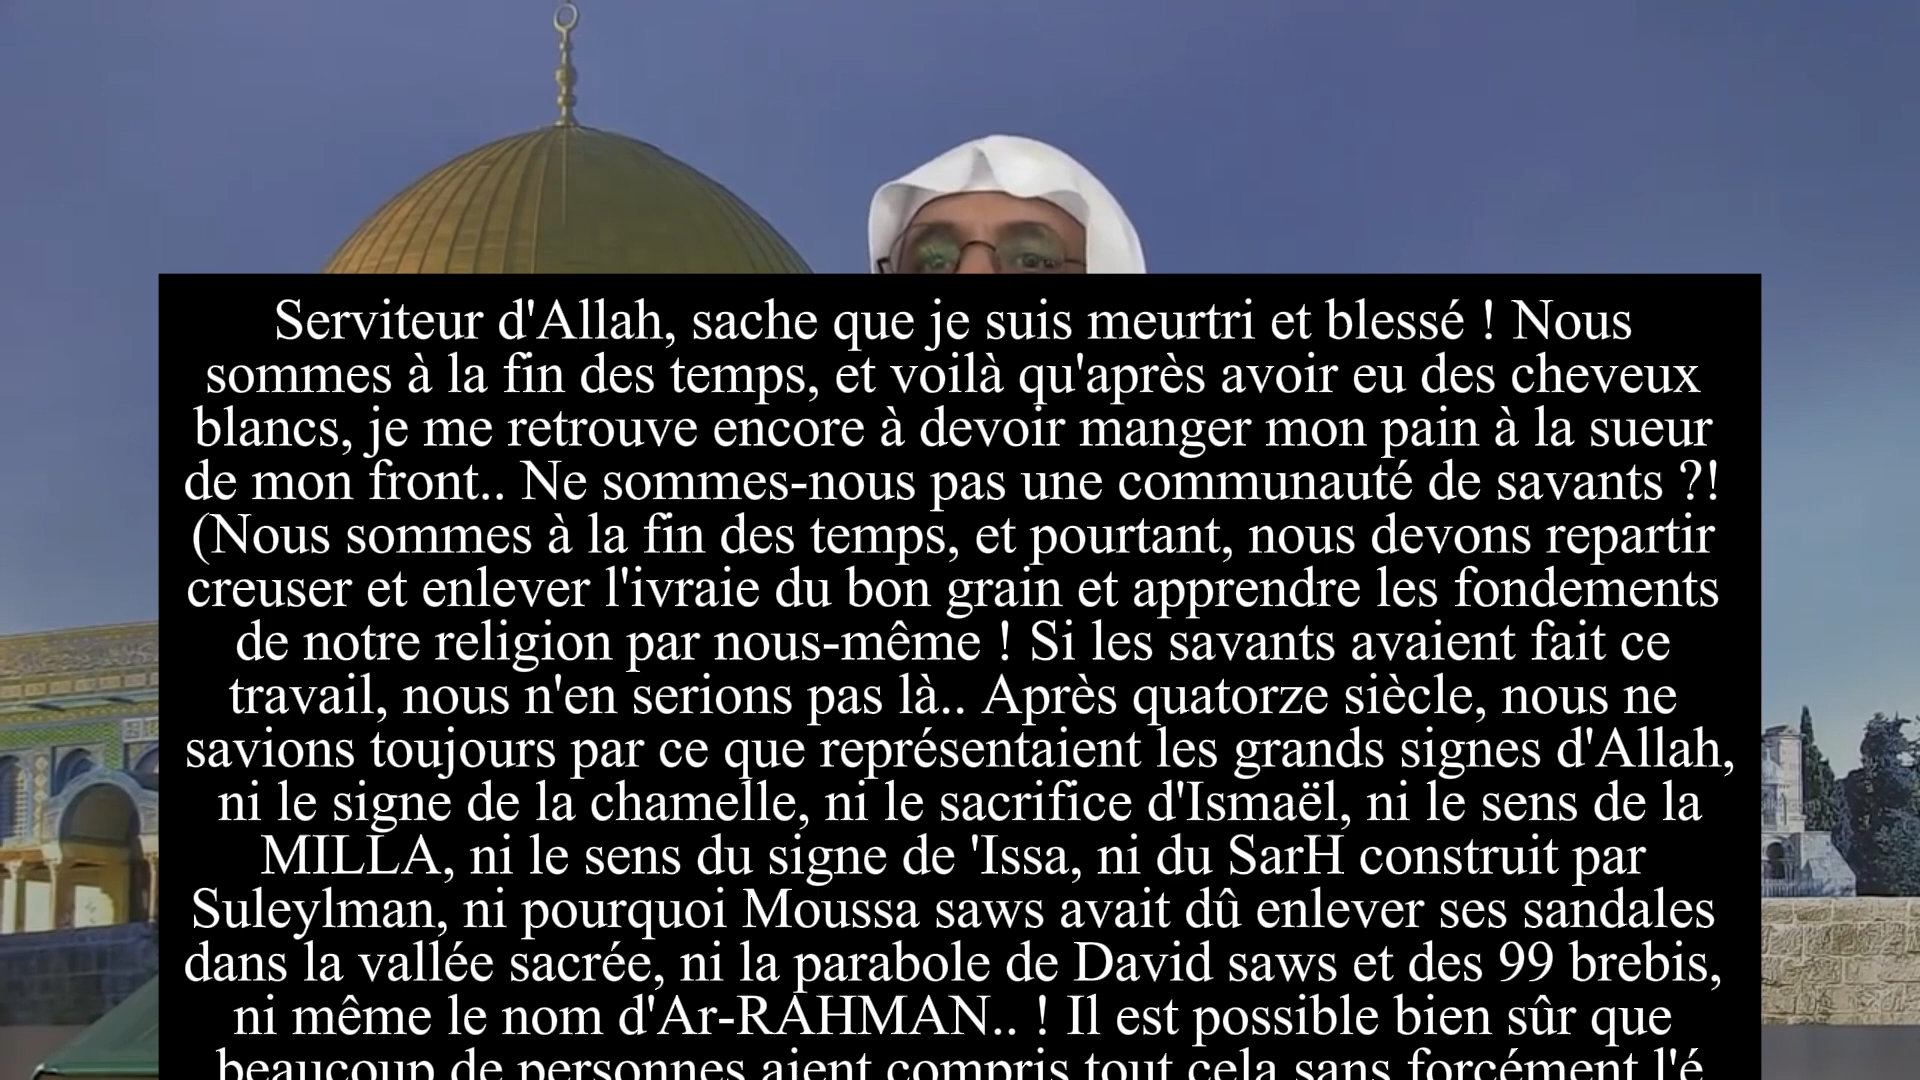 Serviteur d'Allah, sache que je suis meurtri et blessé ! Nous
sommes à la fin des temps, et voilà qu'après avoir eu des cheveux
blancs, je me retrouve encore à devoir manger mon pain à la sueur
de mon front.. Ne sommes-nous pas une communauté de savants ?!
(Nous sommes à la fin des temps, et pourtant, nous devons repartir
creuser et enlever l'ivraie du bon grain et apprendre les fondements
de notre religion par nous-même ! Si les savants avaient fait ce
travail, nous n'en serions pas là.. Après quatorze siècle, nous ne
savions toujours par ce que représentaient les grands signes d'Allah,
ni le signe de la chamelle, ni le sacrifice d'Ismaël, ni le sens de la
MILLA, ni le sens du signe de 'Issa, ni du SarH construit par
Suleylman, ni pourquoi Moussa saws avait dû enlever ses sandales
dans la vallée sacrée, ni la parabole de David saws et des 99 brebis,
ni même le nom d'Ar-RAHMAN.. ! Il est possible bien sûr que
beaucoup de personnes aient compris tout cela sans forcément l'é